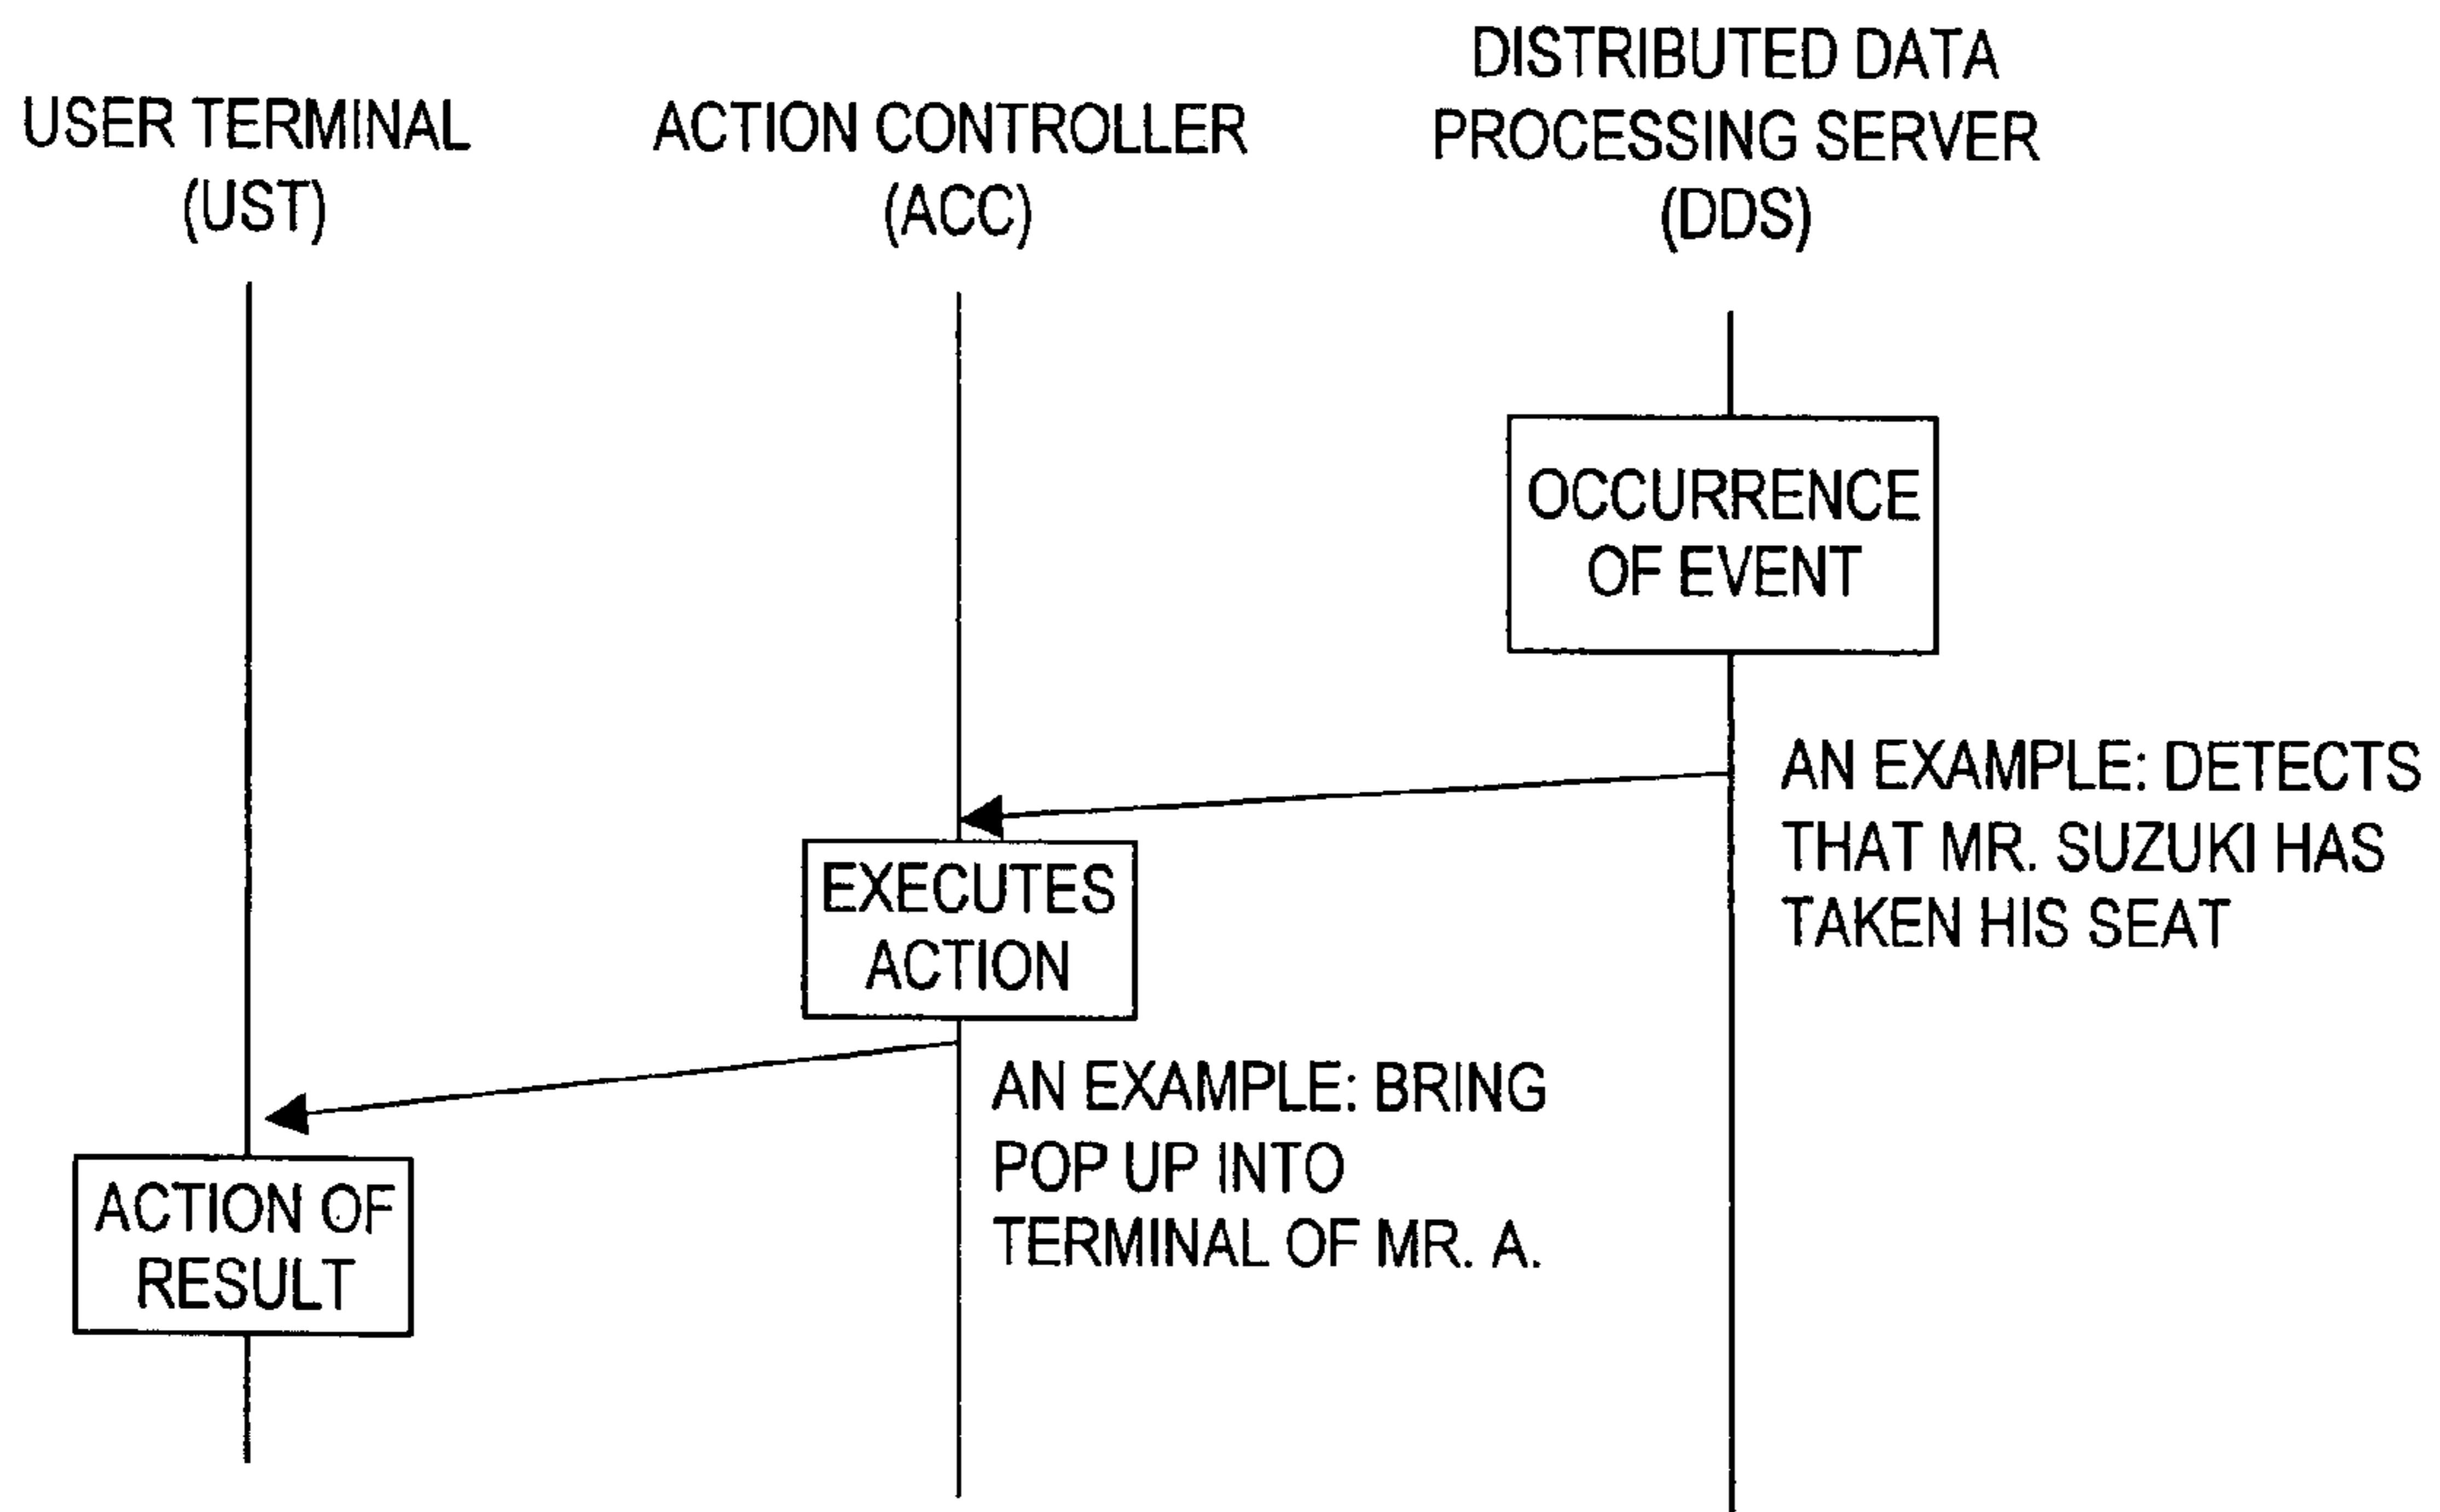 USER TERMINAL
(UST)
ACTION CONTROLLER
(ACC)
DISTRIBUTED DATA
PROCESSING SERVER
(DDS)
OCCURRENCE
OF EVENT
AN EXAMPLE: DETECTS
THAT MR. SUZUKI HAS
TAKEN HIS SEAT
EXECUTES
ACTION
AN EXAMPLE: BRING
POP UP INTO
TERMINAL OF MR. A.
ACTION OF
RESULT